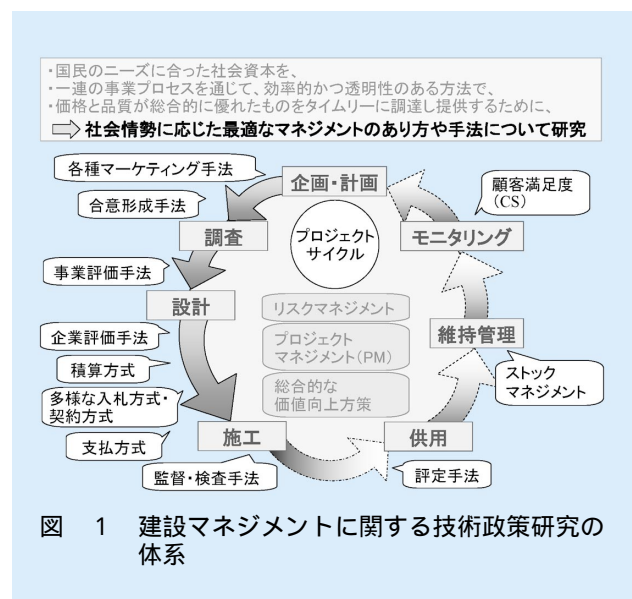 ・国民のニーズに合った社会資本を、
・一連の事業プロセスを通じて、効率的かつ透明性のある方法で、
・価格と品質が総合的に優れたものをタイムリーに調達し提供するために、
社会情勢に応じた最適なマネジメントのあり方や手法について研究
各種マーケティング手法
企画・計画
顧客満足度
(CS)
合意形成手法
調査
プロジェクト
サイクル
モニタリング
事業評価手法
設計
リスクマネジメント
企業評価手法
プロジェクト
マネジメント(PM)
維持管理
積算方式
ストック
マネジメント
多様な入札方式・
契約方式
総合的な
価値向上方策
支払方式
施工
供用
監督・検査手法
評定手法
図 1 建設マネジメントに関する技術政策研究の
体系